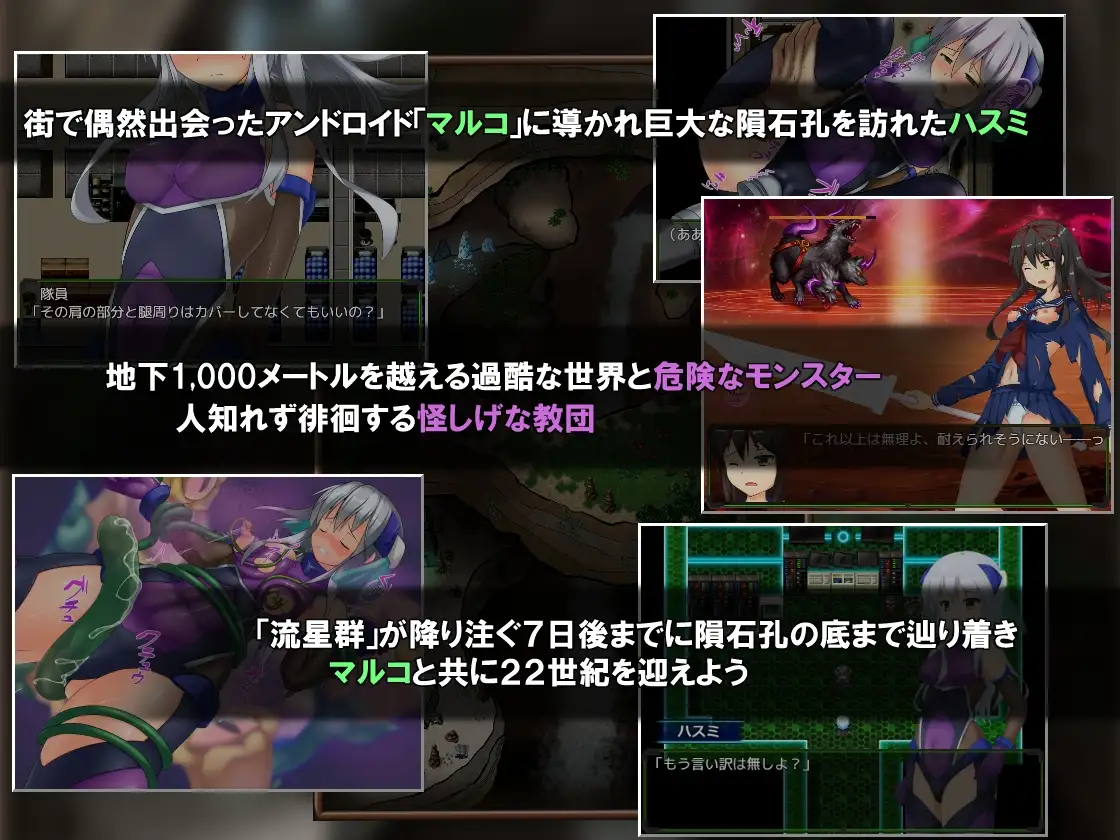 街で偶然出会ったアンドロイド「マルコ」に導かれ巨大な隕石孔を訪れたハスミ
(ああ
隊員
「その肩の部分と腿周りはカバーしてなくてもいいの？」
地下1,000メートルを越える過酷な世界と危険なモンスター
人知れず徘徊する怪しげな教団
「これ以上は無理よ、耐えられそうにない――っ
グチュ
グチュゥ
「流星群」が降り注ぐ7日後までに隕石孔の底まで辿り着き
マルコと共に22世紀を迎えよう
ハスミ
「もう言い訳は無しよ？」